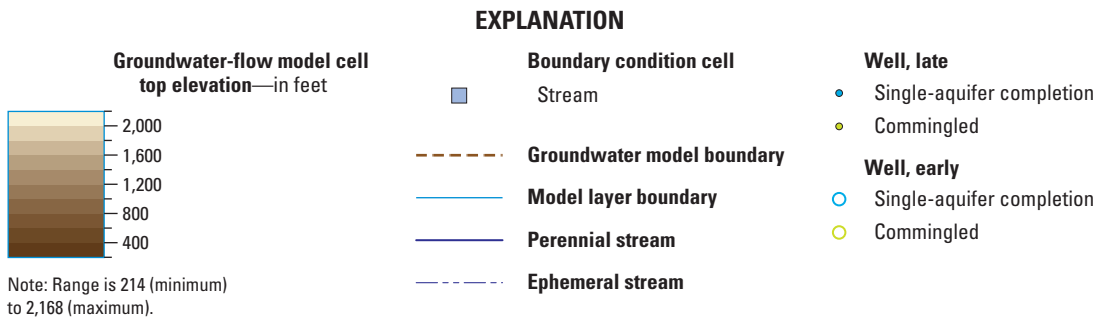 EXPLANATION
Groundwater-flow model cell
top elevation—in feet
2,000
1,600
1,200
800
400
Note: Range is 214 (minimum)
to 2,168 (maximum).
Boundary condition cell
Stream
Groundwater model boundary
Model layer boundary
Perennial stream
Ephemeral stream
Well, late
Single-aquifer completion
Commingled
Well, early
Single-aquifer completion
Commingled